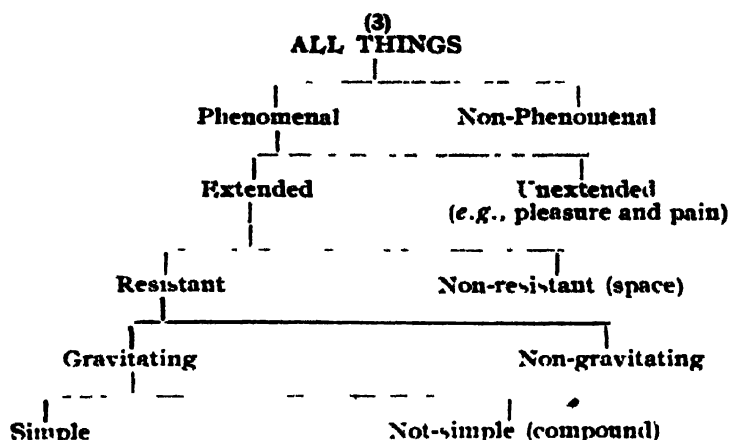 (3)
ALL THINGS
Phenomenal Non-Phenomenal
Extended Unextended
(e.g., pleasure and pain)
Resistant Non-resistant (space)
Gravitating Non-gravitating
Simple Not-simple (compound)